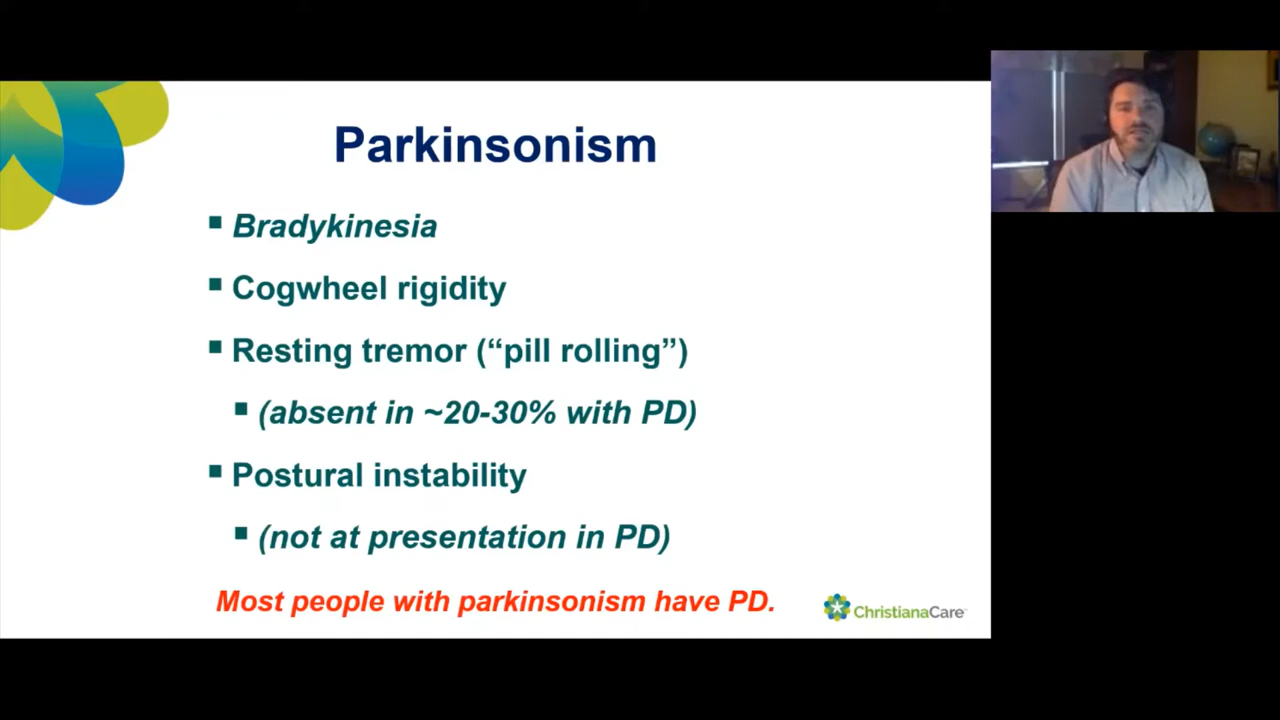 Parkinsonism
▪ Bradykinesia
▪ Cogwheel rigidity
▪ Resting tremor (“pill rolling”)
▪ (absent in ~20-30% with PD)
▪ Postural instability
▪ (not at presentation in PD)
Most people with parkinsonism have PD.
ChristianaCare